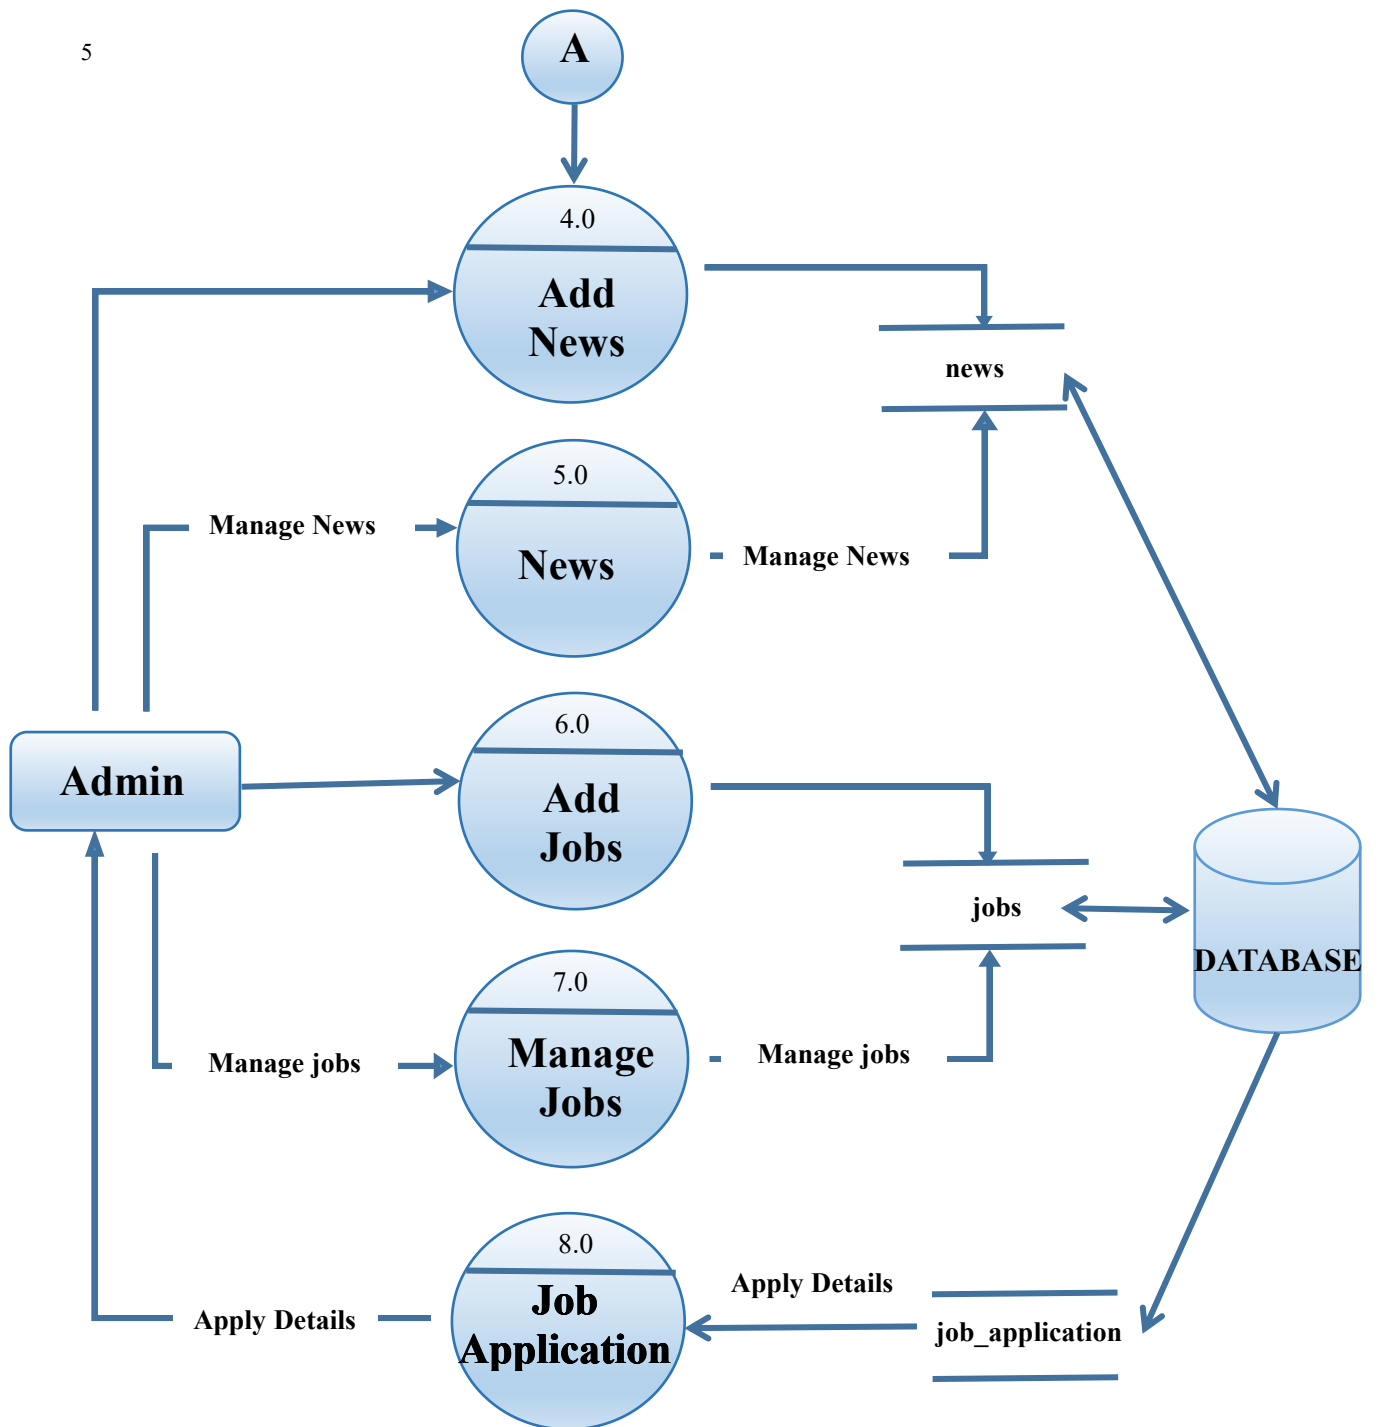 5
A
4.0
Add
News
news
5.0
News
Manage News
Manage News
6.0
Add
Jobs
Admin
jobs
DATABASE
7.0
Manage
Jobs
Manage jobs
Manage jobs
8.0
Job
Application
Apply Details
Apply Details
job_application